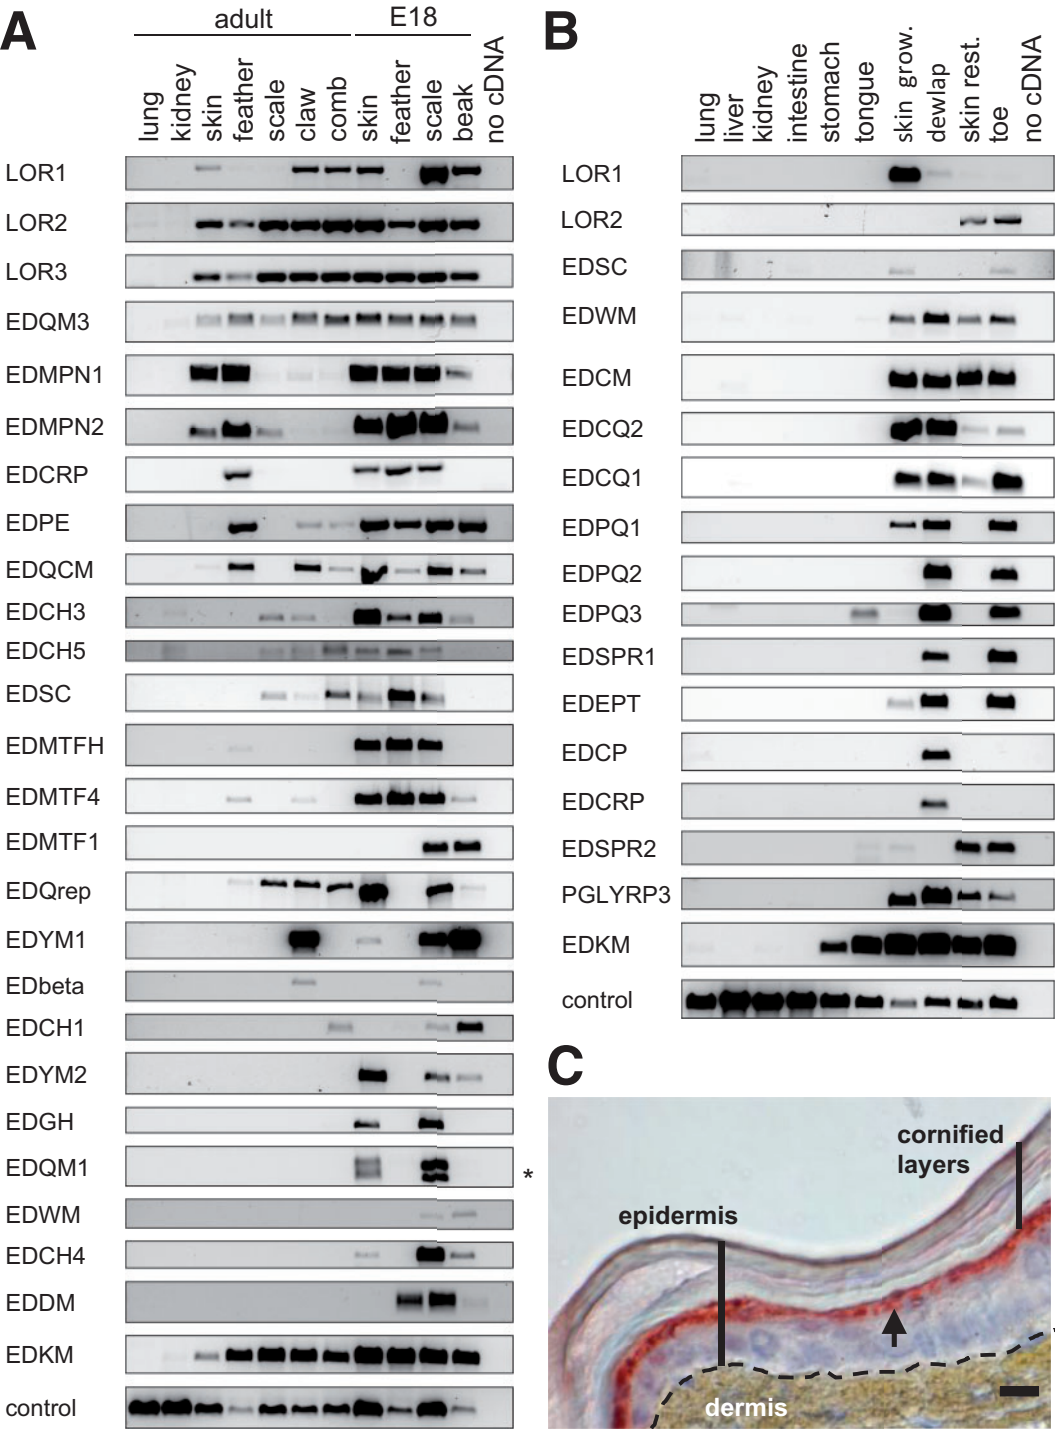 A
adult
E18
lung
kidney
skin
feather
scale
claw
comb
skin
feather
scale
beak
no cDNA
LOR1
LOR2
LOR3
EDQM3
EDMPN1
EDMPN2
EDCRP
EDPE
EDQCM
EDCH3
EDCH5
EDSC
EDMTFH
EDMTF4
EDMTF1
EDQrep
EDYM1
EDbeta
EDCH1
EDYM2
EDGH
EDQM1
*
EDWM
EDCH4
EDDM
EDKM
control
B
lung
liver
kidney
intestine
stomach
tongue
skin grow.
dewlap
skin rest.
toe
no cDNA
LOR1
LOR2
EDSC
EDWM
EDCM
EDCQ2
EDCQ1
EDPQ1
EDPQ2
EDPQ3
EDSPR1
EDEPT
EDCP
EDCRP
EDSPR2
PGLYRP3
EDKM
control
C
cornified
layers
epidermis
dermis